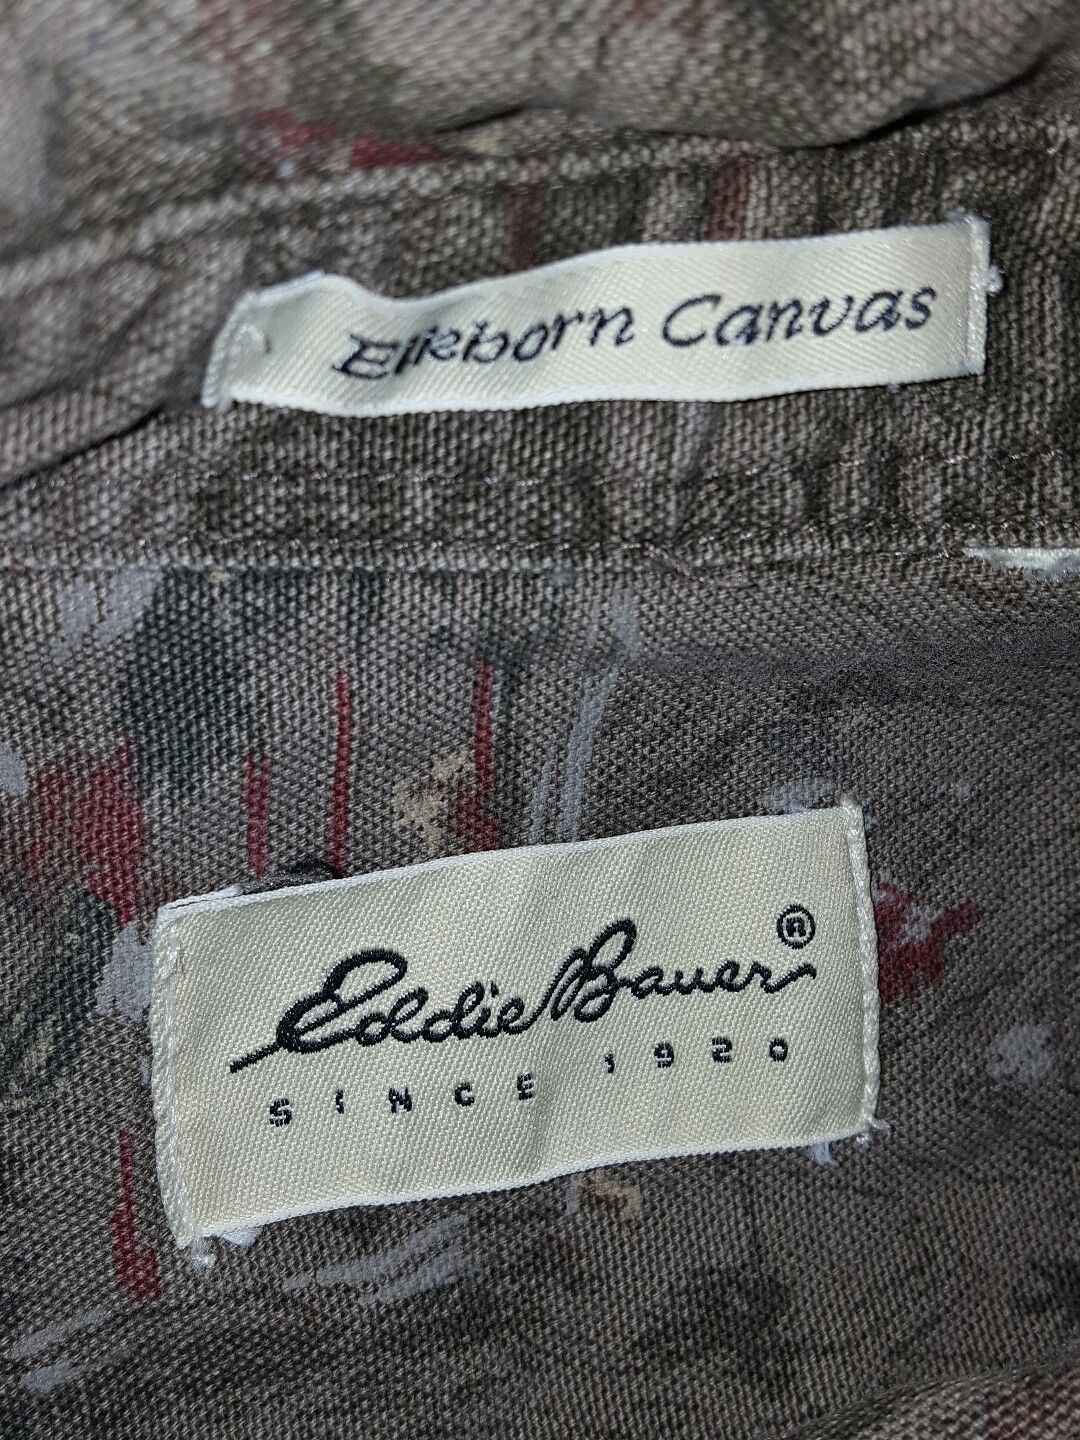 Elkhorn Canvas
Eddie Bauer®
SINCE 1920